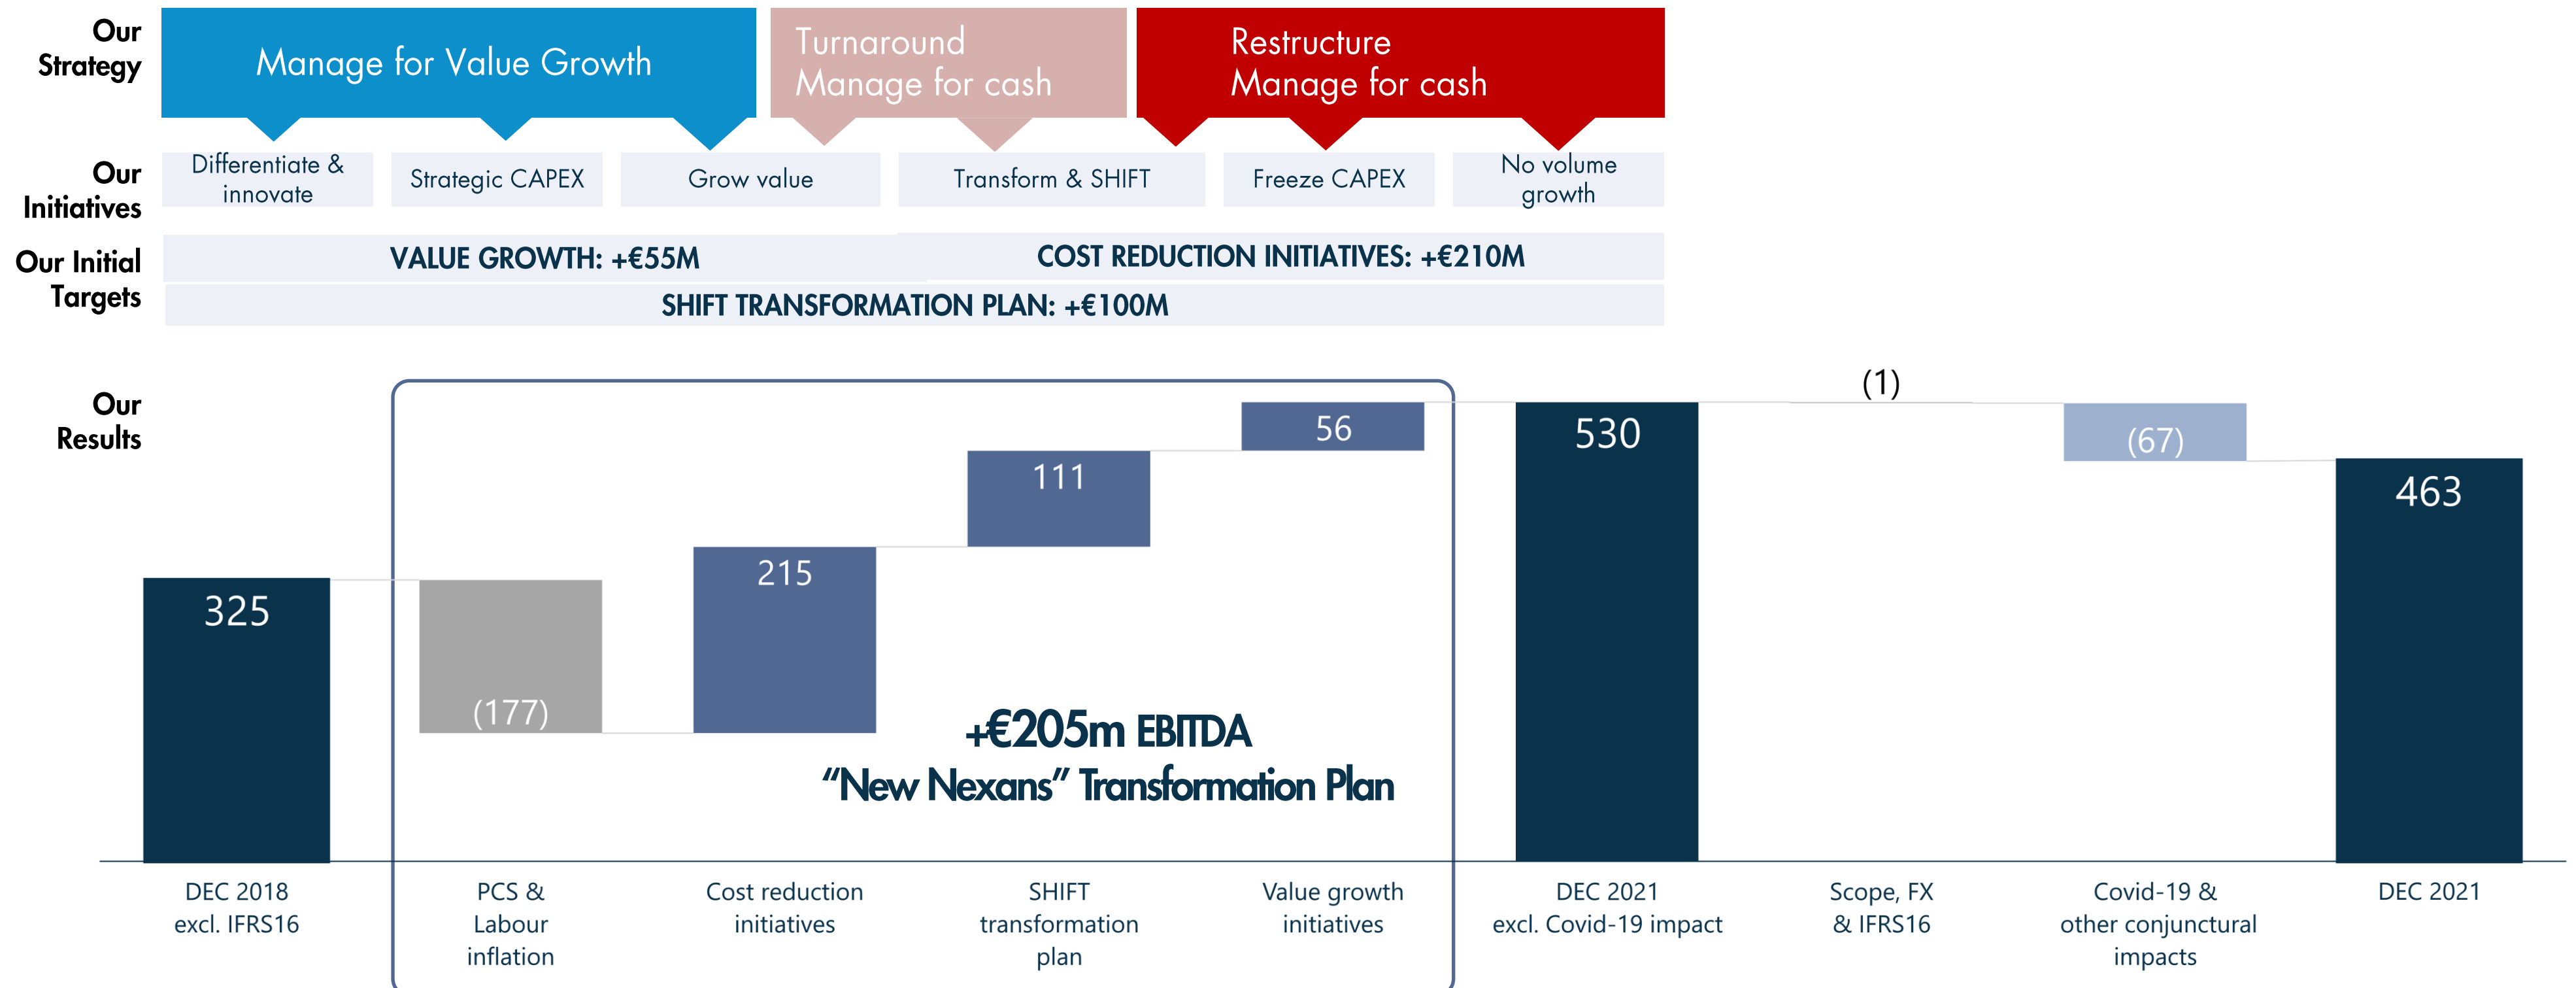 Our
Strategy
Manage for Value Growth
Turnaround
Manage for cash
Restructure
Manage for cash
Our
Initiatives
Differentiate &
innovate
Strategic CAPEX
Grow value
Transform & SHIFT
Freeze CAPEX
No volume
growth
Our Initial
Targets
VALUE GROWTH: +€55M
COST REDUCTION INITIATIVES: +€210M
SHIFT TRANSFORMATION PLAN: +€100M
Our
Results
325
(177)
215
111
56
530
(1)
(67)
463
+€205m EBITDA
“New Nexans” Transformation Plan
DEC 2018
excl. IFRS16
PCS &
Labour
inflation
Cost reduction
initiatives
SHIFT
transformation
plan
Value growth
initiatives
DEC 2021
excl. Covid-19 impact
Scope, FX
& IFRS16
Covid-19 &
other conjunctural
impacts
DEC 2021